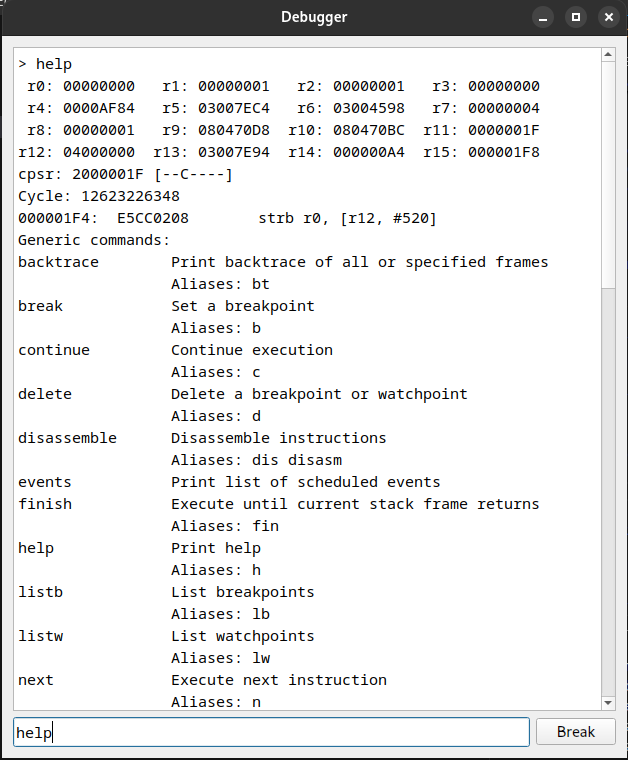 Debugger
> help
 r0: 00000000   r1: 00000001   r2: 00000001   r3: 00000000
 r4: 0000AF84   r5: 03007EC4   r6: 03004598   r7: 00000004
 r8: 00000001   r9: 080470D8  r10: 080470BC  r11: 0000001F
r12: 04000000  r13: 03007E94  r14: 000000A4  r15: 000001F8
cpsr: 2000001F [--C----]
Cycle: 12623226348
000001F4:  E5CC0208        strb r0, [r12, #520]
Generic commands:
backtrace        Print backtrace of all or specified frames
                 Aliases: bt
break            Set a breakpoint
                 Aliases: b
continue         Continue execution
                 Aliases: c
delete           Delete a breakpoint or watchpoint
                 Aliases: d
disassemble      Disassemble instructions
                 Aliases: dis disasm
events           Print list of scheduled events
finish           Execute until current stack frame returns
                 Aliases: fin
help             Print help
                 Aliases: h
listb            List breakpoints
                 Aliases: lb
listw            List watchpoints
                 Aliases: lw
next             Execute next instruction
                 Aliases: n
help
Break